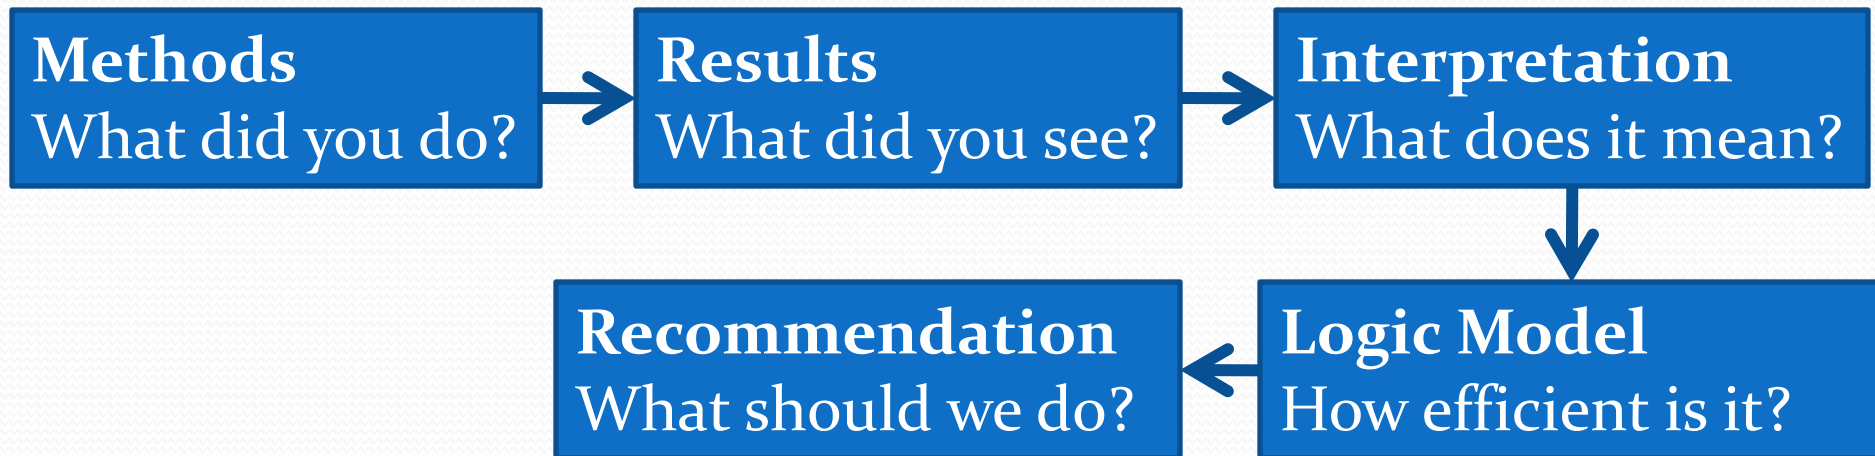 Methods
What did you do?
Results
What did you see?
Interpretation
What does it mean?
Logic Model
How efficient is it?
Recommendation
What should we do?